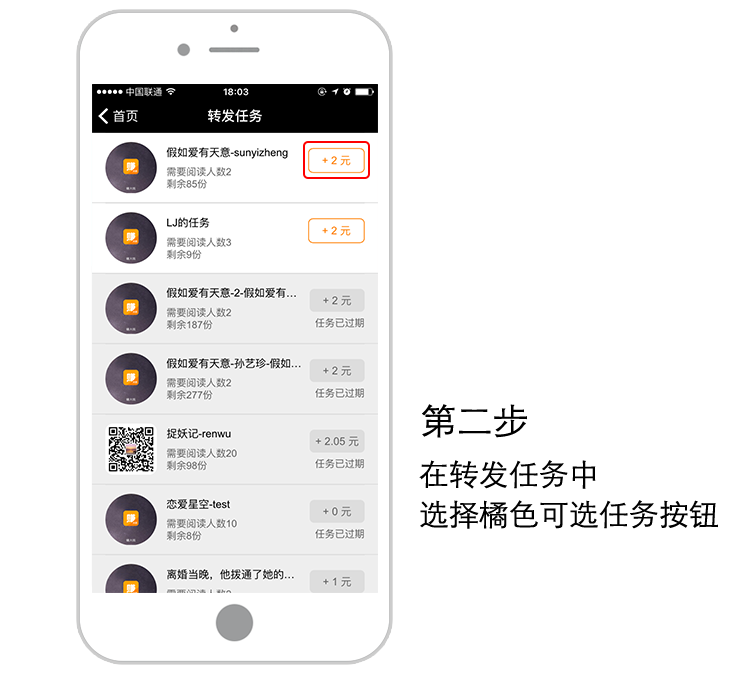 中国联通 18:03
首页 转发任务
假如爱有天意-sunyizheng
+ 2 元
需要阅读人数2
剩余85份
LJ的任务
+ 2 元
需要阅读人数3
剩余9份
假如爱有天意-2-假如爱有...
+ 2 元
需要阅读人数2
剩余187份
任务已过期
假如爱有天意-孙艺珍-假如...
+ 2 元
需要阅读人数2
剩余277份
任务已过期
捉妖记-renwu
+ 2.05 元
需要阅读人数20
剩余98份
任务已过期
恋爱星空-test
+ 0 元
需要阅读人数10
剩余8份
任务已过期
离婚当晚，他拨通了她的...
+ 1 元
第二步
在转发任务中
选择橘色可选任务按钮